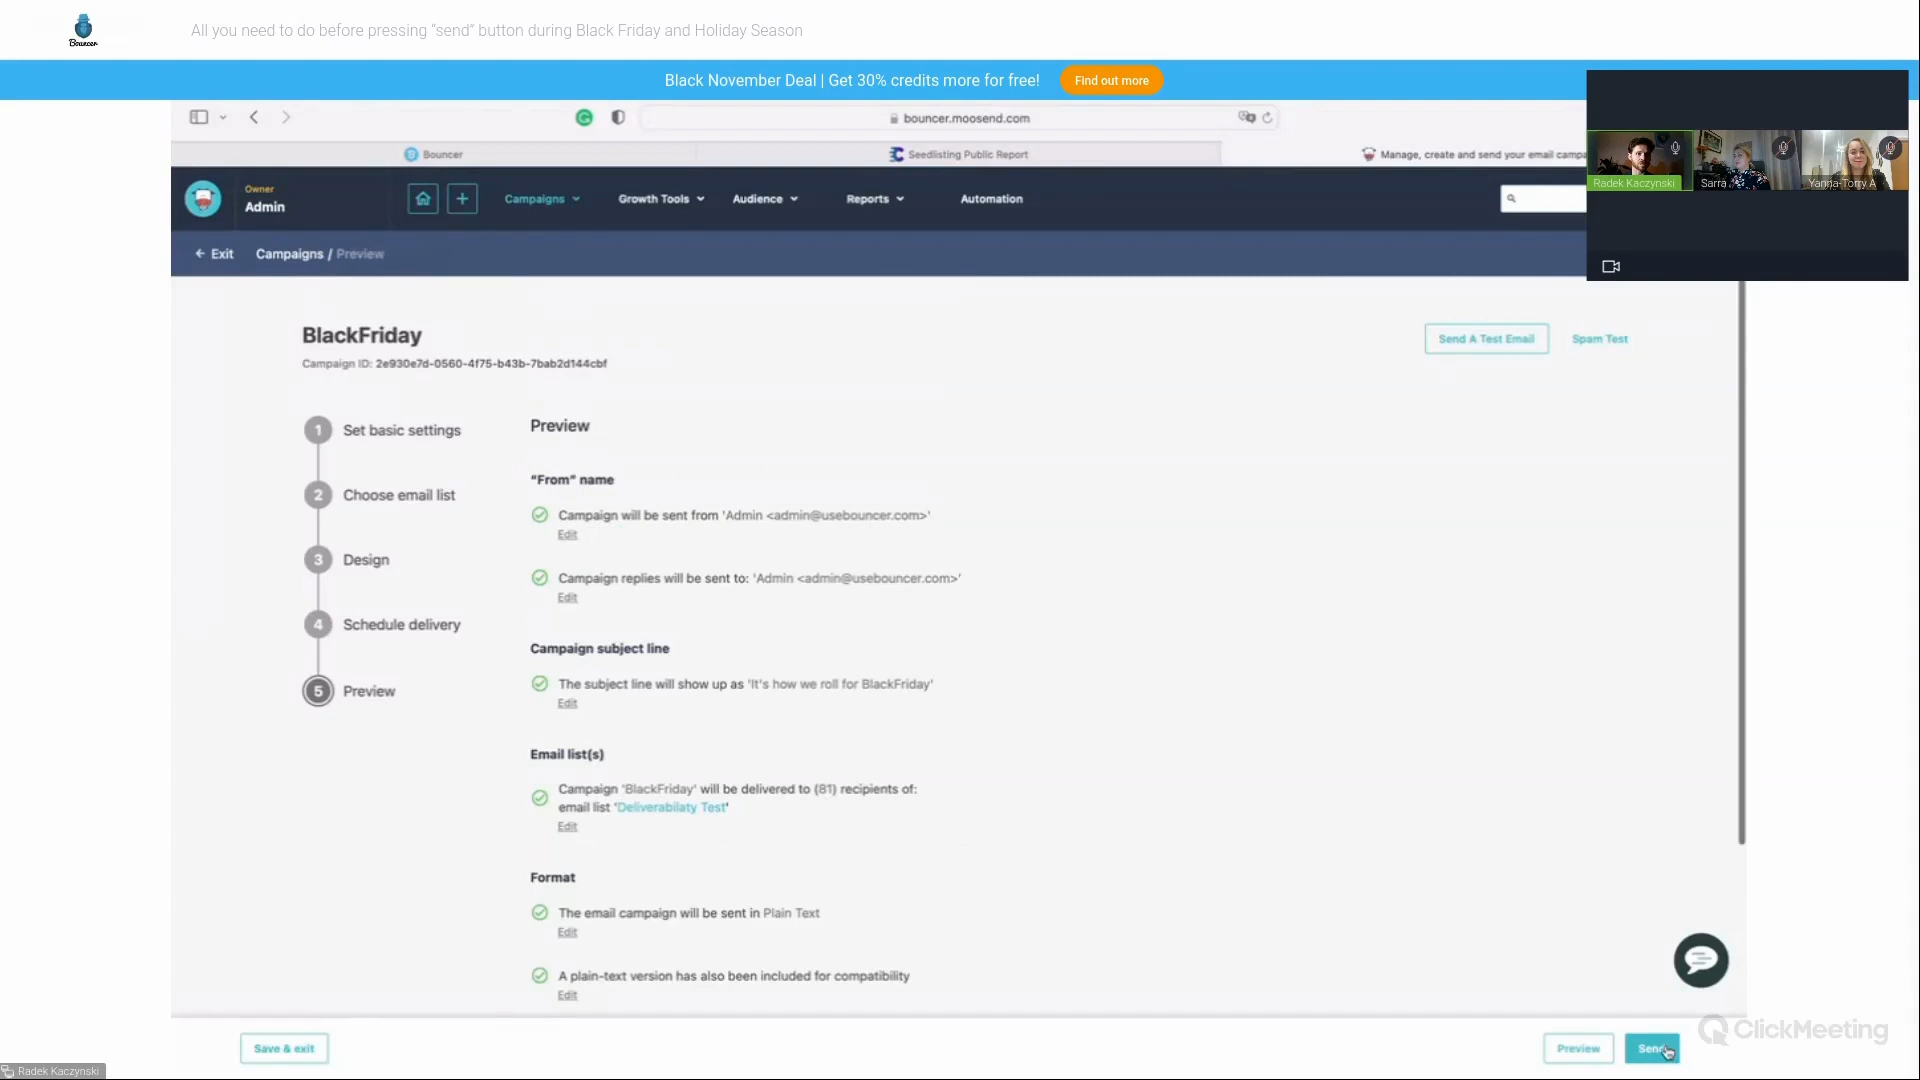 Bouncer
All you need to do before pressing “send” button during Black Friday and Holiday Season
Black November Deal | Get 30% credits more for free!
Find out more
bouncer.moosend.com
Bouncer
Seedlisting Public Report
Manage, create and send your email campa
Owner
Admin
Campaigns
Growth Tools
Audience
Reports
Automation
Radek Kaczynski
Sarra
Yanna-Torry A
Exit
Campaigns / Preview
BlackFriday
Campaign ID: 2e930e7d-0560-4f75-b43b-7bab2d144cbf
Send A Test Email
Spam Test
1 Set basic settings
2 Choose email list
3 Design
4 Schedule delivery
5 Preview
Preview
“From” name
Campaign will be sent from 'Admin <admin@usebouncer.com>'
Edit
Campaign replies will be sent to: 'Admin <admin@usebouncer.com>'
Edit
Campaign subject line
The subject line will show up as 'It's how we roll for BlackFriday'
Edit
Email list(s)
Campaign 'BlackFriday' will be delivered to (81) recipients of:
email list 'Deliverabilaty Test'
Edit
Format
The email campaign will be sent in Plain Text
Edit
A plain-text version has also been included for compatibility
Edit
Save & exit
Preview
Send
ClickMeeting
Radek Kaczynski